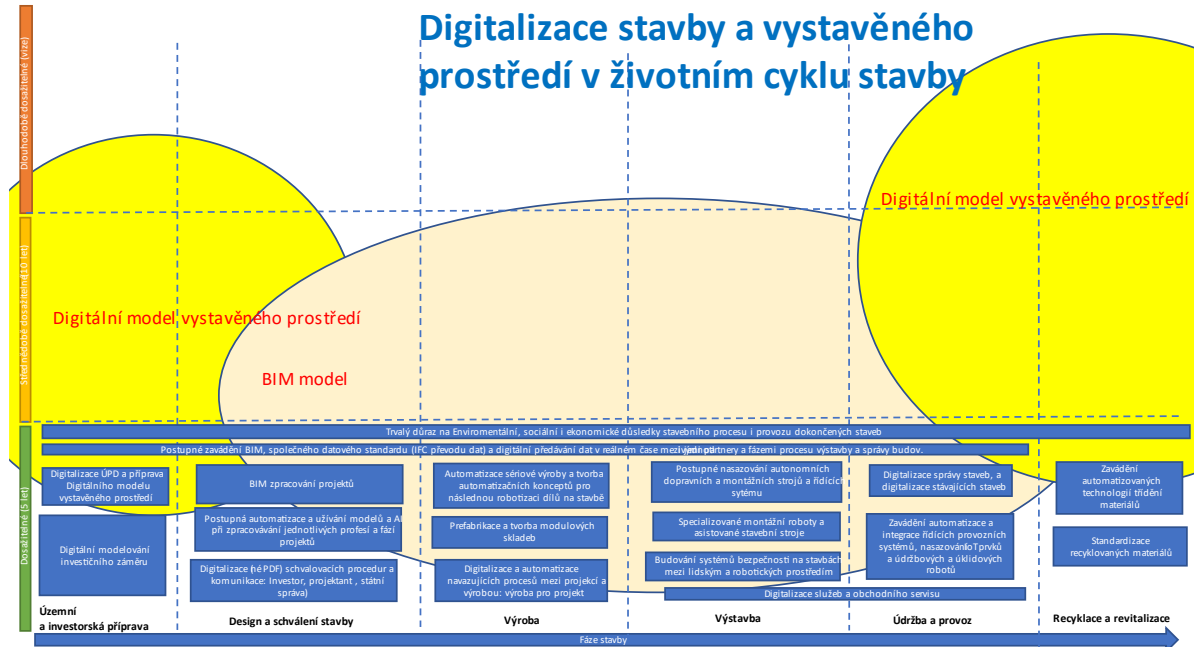 Digitalizace stavby a vystavěného
prostředí v životním cyklu stavby
Dlouhodobě dosažitelné (vize)
Střednědobě dosažitelné(10 let)
Dosažitelné (5 let)
Digitální model vystavěného prostředí
Digitální model vystavěného prostředí
BIM model
Trvalý důraz na Enviromentální, sociální i ekonomické důsledky stavebního procesu i provozu dokončených staveb
Postupné zavádění BIM, společného datového standardu (IFC převodu dat) a digitální předávání dat v reálném čase mezi partnery a fázemi procesu výstavby a správy budov.
Digitalizace ÚPD a příprava
Digitálního modelu
vystavěného prostředí
Digitální modelování
investičního záměru
BIM zpracování projektů
Postupná automatizace a užívání modelů a AI
při zpracovávání jednotlivých profesí a fází
projektů
Digitalizace (né PDF) schvalovacích procedur a
komunikace: Investor, projektant , státní
správa)
Automatizace sériové výroby a tvorba
automatizačních konceptů pro
následnou robotizaci dílů na stavbě
Prefabrikace a tvorba modulových
skladeb
Digitalizace a automatizace
navazujících procesů mezi projekcí a
výrobou: výroba pro projekt
Postupné nasazování autonomních
dopravních a montážních strojů a řídících
sytému
Specializované montážní roboty a
asistované stavební stroje
Budování systémů bezpečnosti na stavbách
mezi lidským a robotických prostředím
Digitalizace správy staveb, a
digitalizace stávajících staveb
Zavádění automatizace a
integrace řídících provozních
systémů, nasazování IoT prvků
a údržbových a úklidových
robotů
Digitalizace služeb a obchodního servisu
Zavádění
automatizovaných
technologií třídění
materiálů
Standardizace
recyklovaných materiálů
Územní
a investorská příprava
Design a schválení stavby
Výroba
Výstavba
Údržba a provoz
Recyklace a revitalizace
Fáze stavby